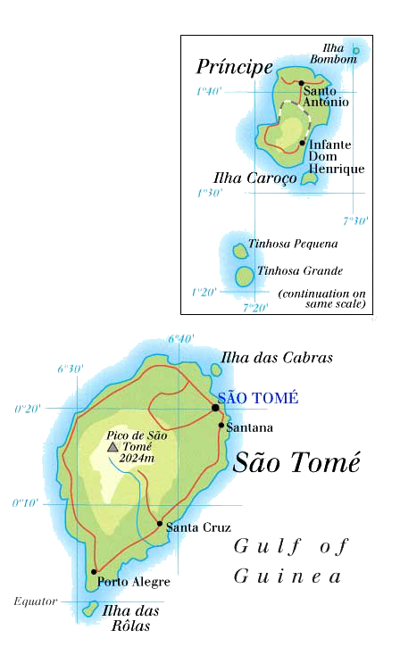 Ilha
Bombom
Príncipe
1°40'
Santo
António
Infante
Dom
Henrique
Ilha Caroço
1°30'
7°30'
Tinhosa Pequena
Tinhosa Grande
1°20'
7°20'
(continuation on
same scale)
6°40'
6°30'
Ilha das Cabras
0°20'
SÃO TOMÉ
Santana
Pico de São
Tomé
2024m
São Tomé
0°10'
Santa Cruz
Gulf of
Guinea
Porto Alegre
Equator
Ilha das
Rôlas